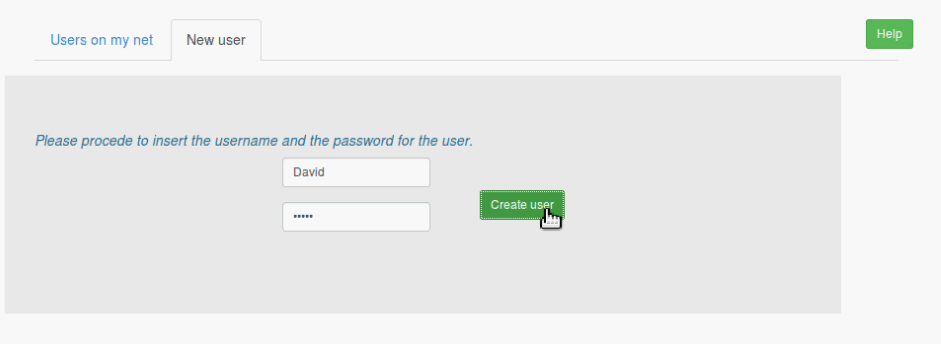 Users on my net
New user
Help
Please procede to insert the username and the password for the user.
David
•••••
Create user